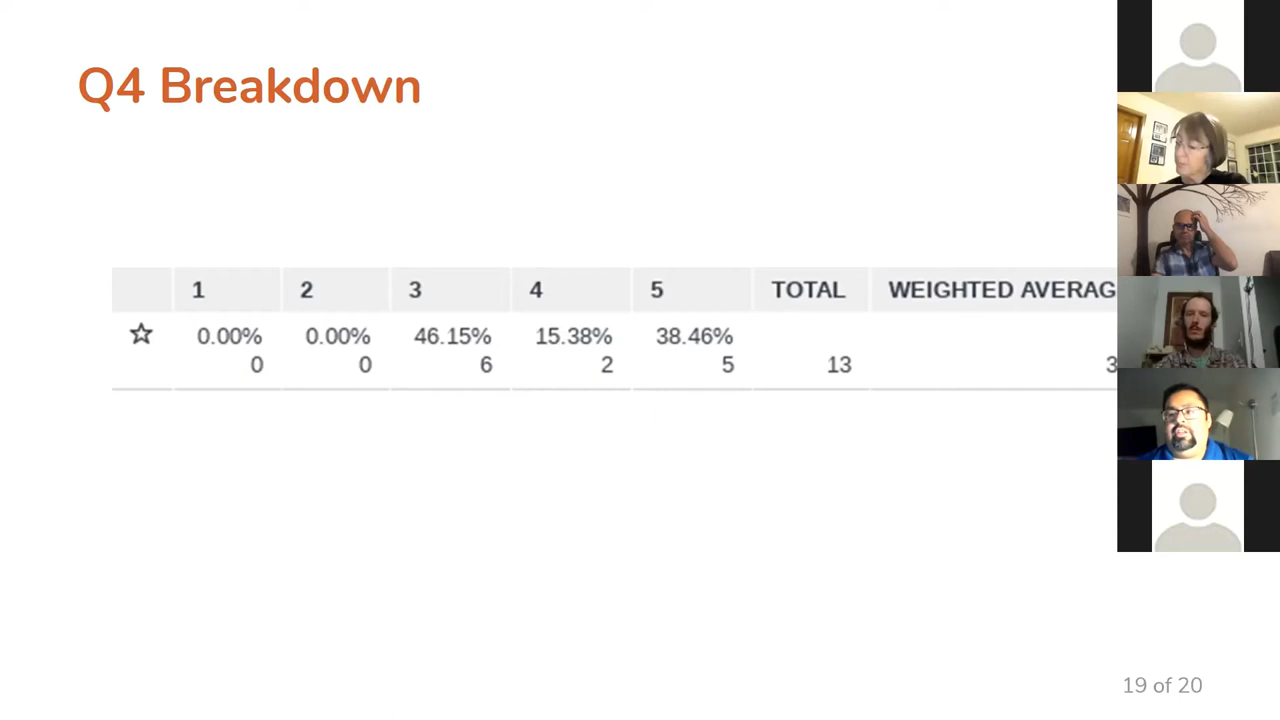 Q4 Breakdown
1 2 3 4 5 TOTAL WEIGHTED AVERAG
☆ 0.00% 0.00% 46.15% 15.38% 38.46%
0 0 6 2 5 13 3
19 of 20